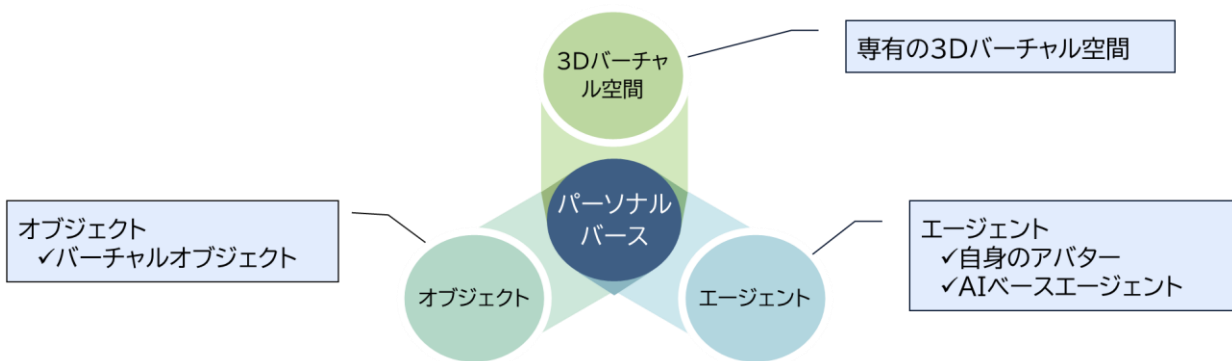 3Dバーチャ
ル空間
専有の3Dバーチャル空間
パーソナル
バース
オブジェクト
✓バーチャルオブジェクト
オブジェクト
エージェント
エージェント
✓自身のアバター
✓AIベースエージェント